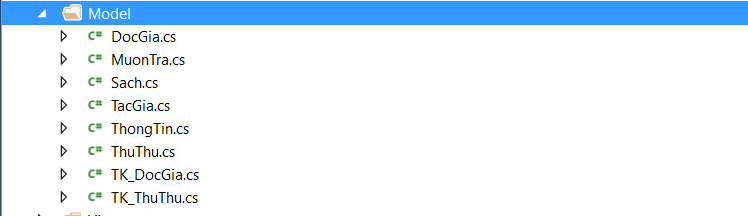 Model
C# DocGia.cs
C# MuonTra.cs
C# Sach.cs
C# TacGia.cs
C# ThongTin.cs
C# ThuThu.cs
C# TK_DocGia.cs
C# TK_ThuThu.cs